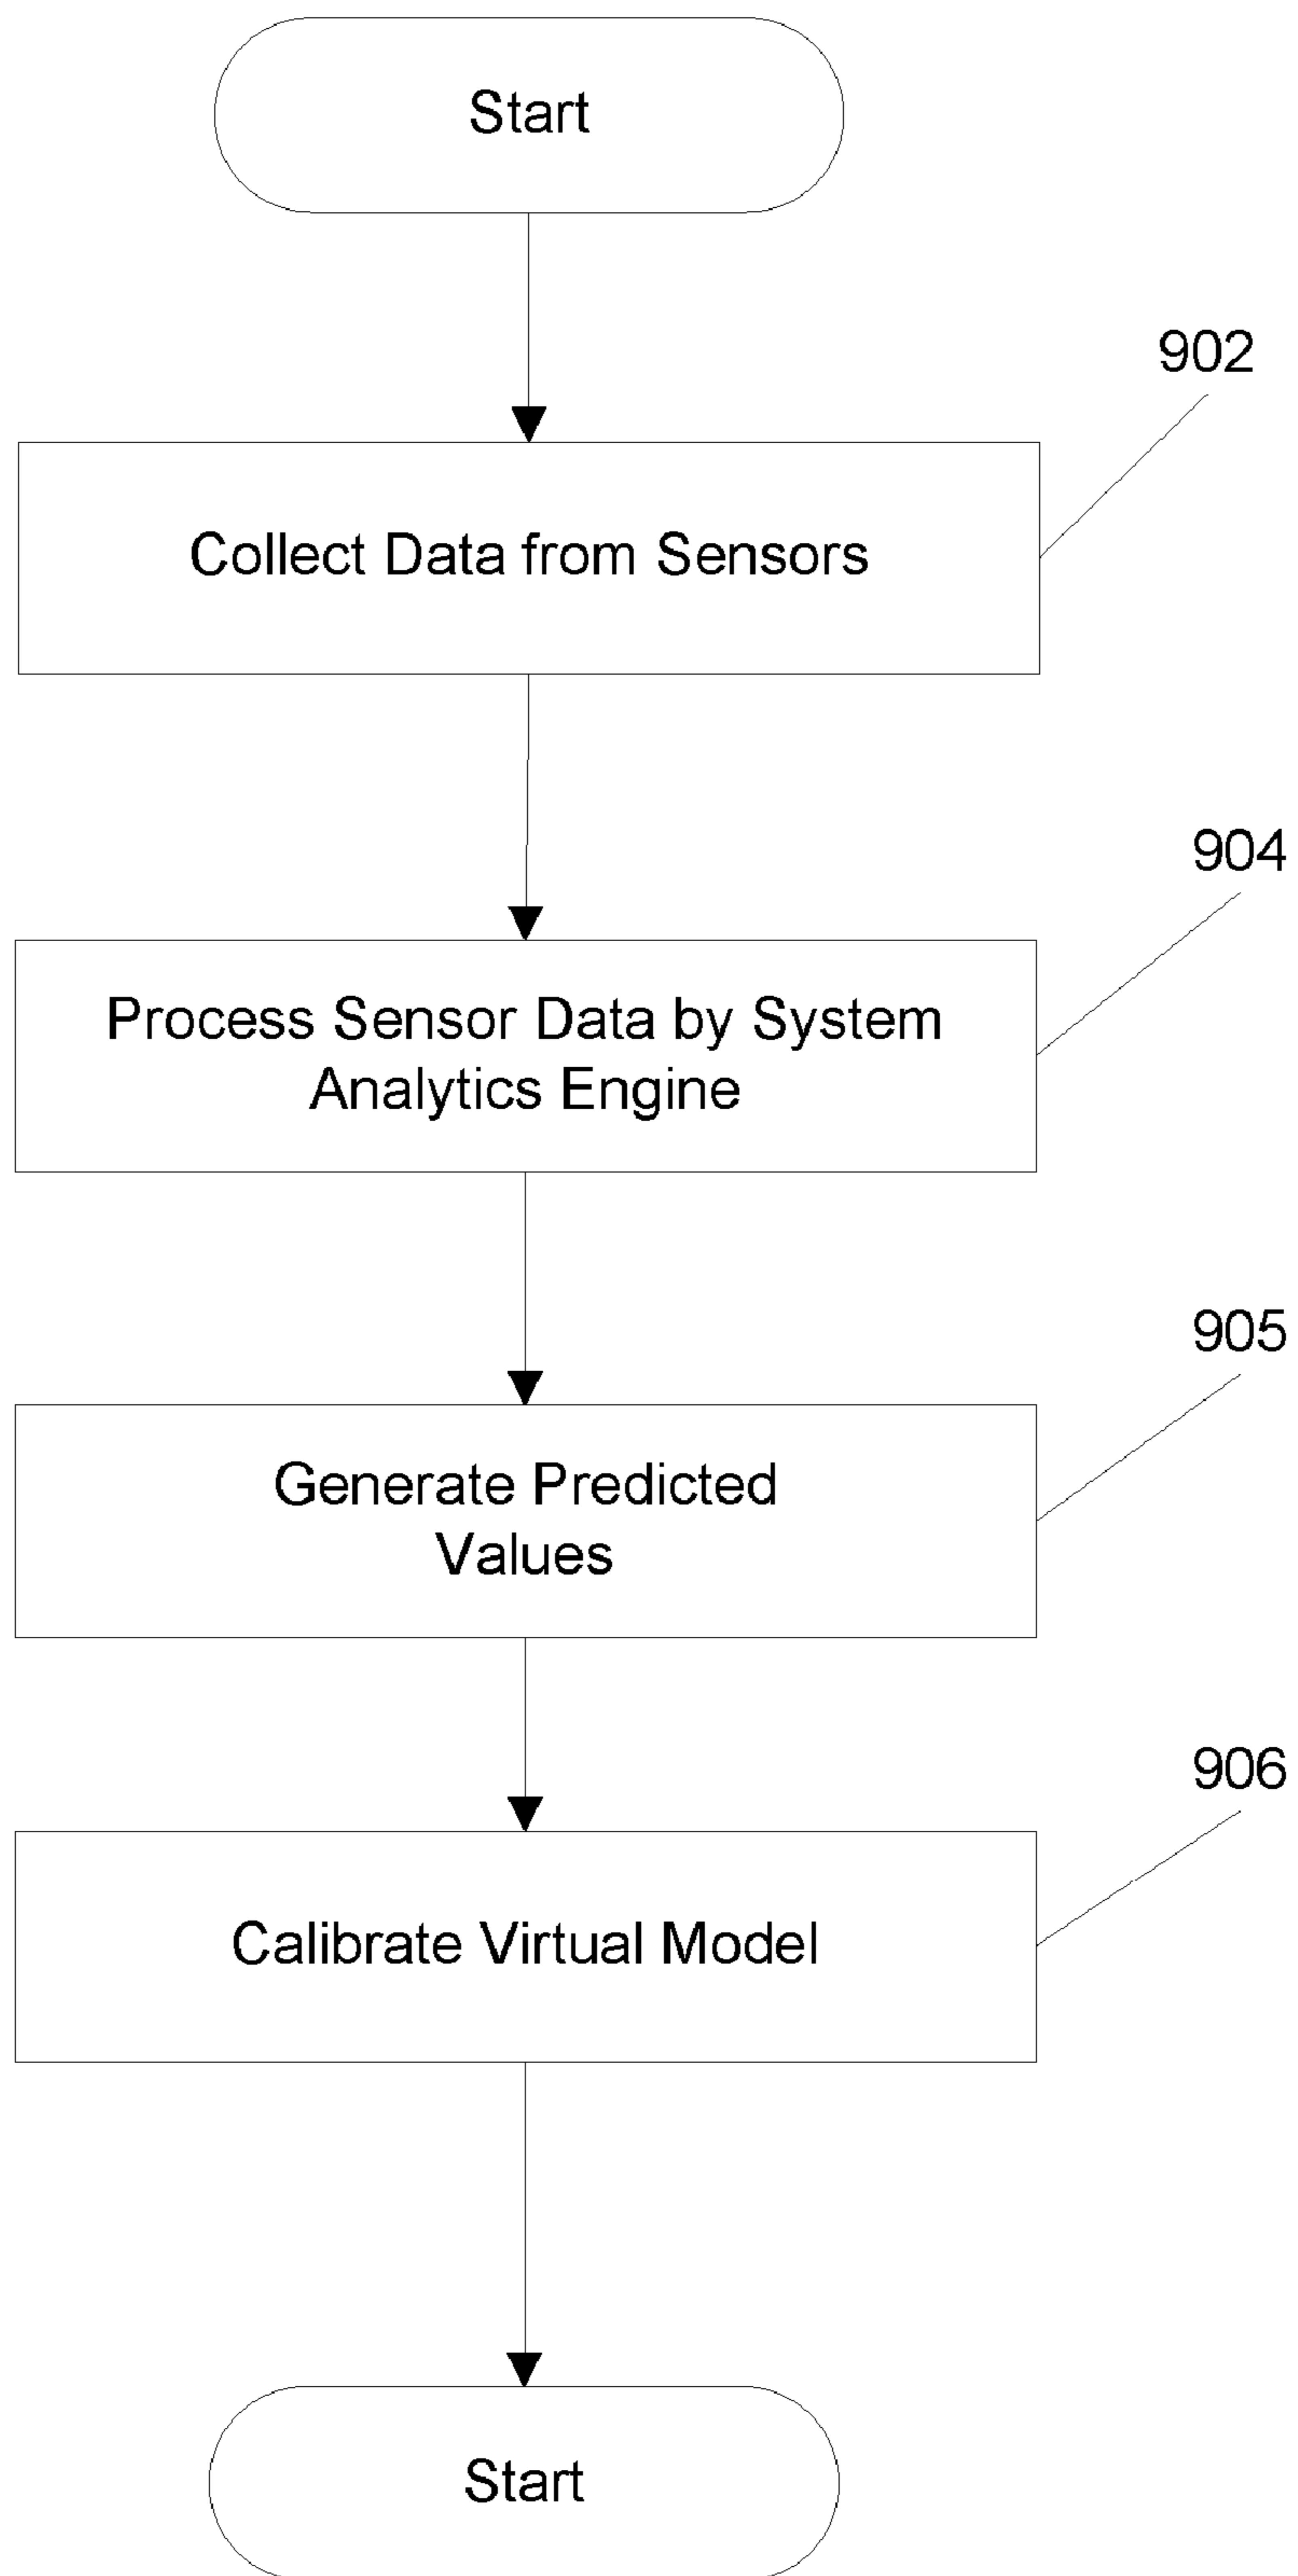 Start
902
Collect Data from Sensors
904
Process Sensor Data by System
Analytics Engine
905
Generate Predicted
Values
906
Calibrate Virtual Model
Start